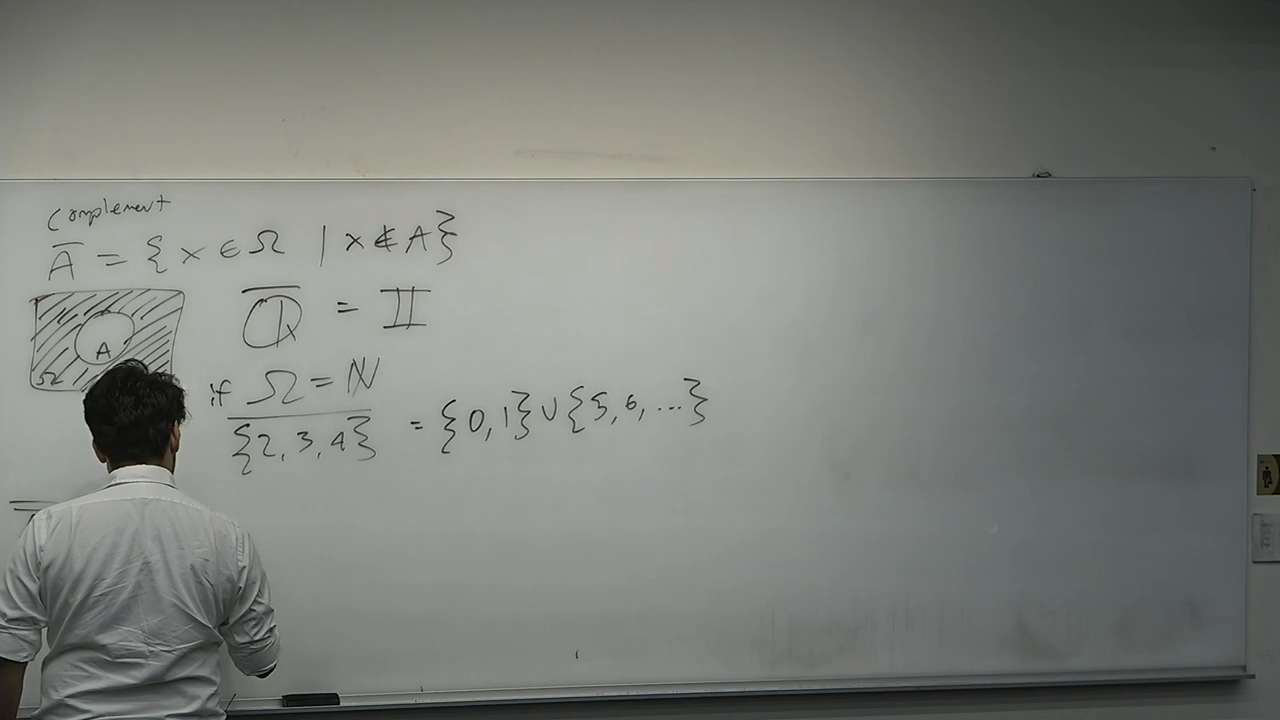 Complement
A̅ = {x ∈ Ω | x ∉ A}
A
Ω
ℚ̅ = 𝕀
if Ω = ℕ
{2, 3, 4}̅ = {0, 1} ∪ {5, 6, ...}